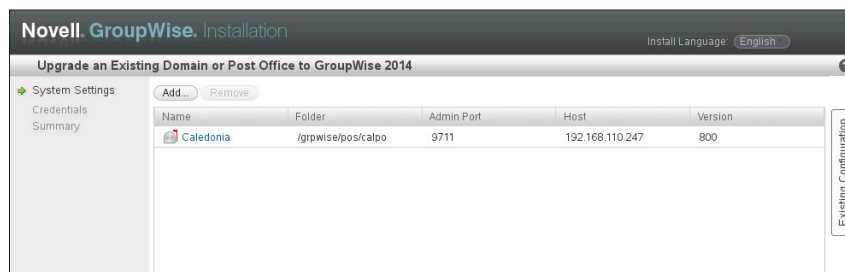 Novell. GroupWise. Installation
Install Language: English
Upgrade an Existing Domain or Post Office to GroupWise 2014
System Settings
Credentials
Summary
Add... Remove
Name Folder Admin Port Host Version
Caledonia /grpwise/pos/calpo 9711 192.168.110.247 800
Existing Configuration